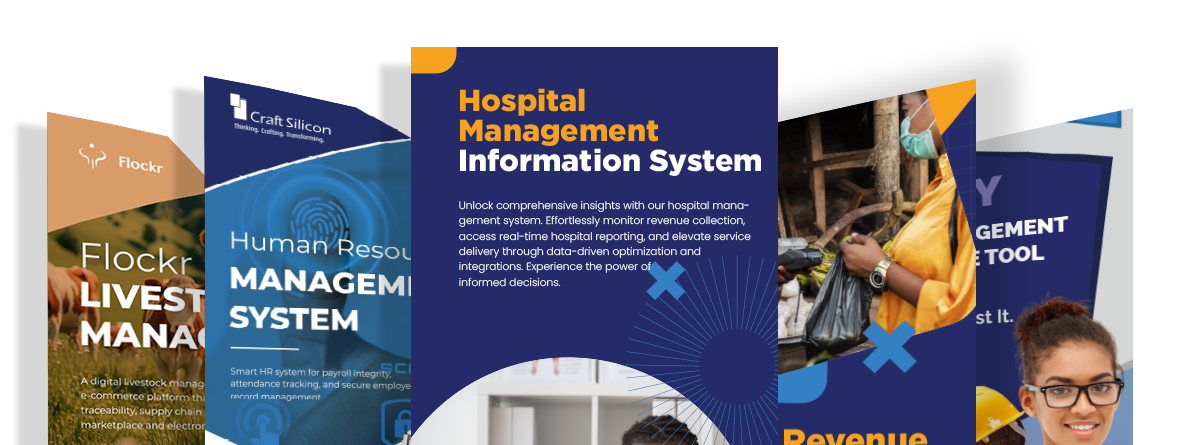 Flockr
Flockr
LIVEST
MANAG
A digital livestock manag
e-commerce platform th
traceability, supply chain
marketplace and electron
Craft Silicon
Thinking. Crafting. Transforming.
Human Resou
MANAGEM
SYSTEM
Smart HR system for payroll integrity,
attendance tracking, and secure employe
record management
Hospital
Management
Information System
Unlock comprehensive insights with our hospital mana-
gement system. Effortlessly monitor revenue collection,
access real-time hospital reporting, and elevate service
delivery through data-driven optimization and
integrations. Experience the power of
informed decisions.
Revenue
Y
GEMENT
E TOOL
st It.